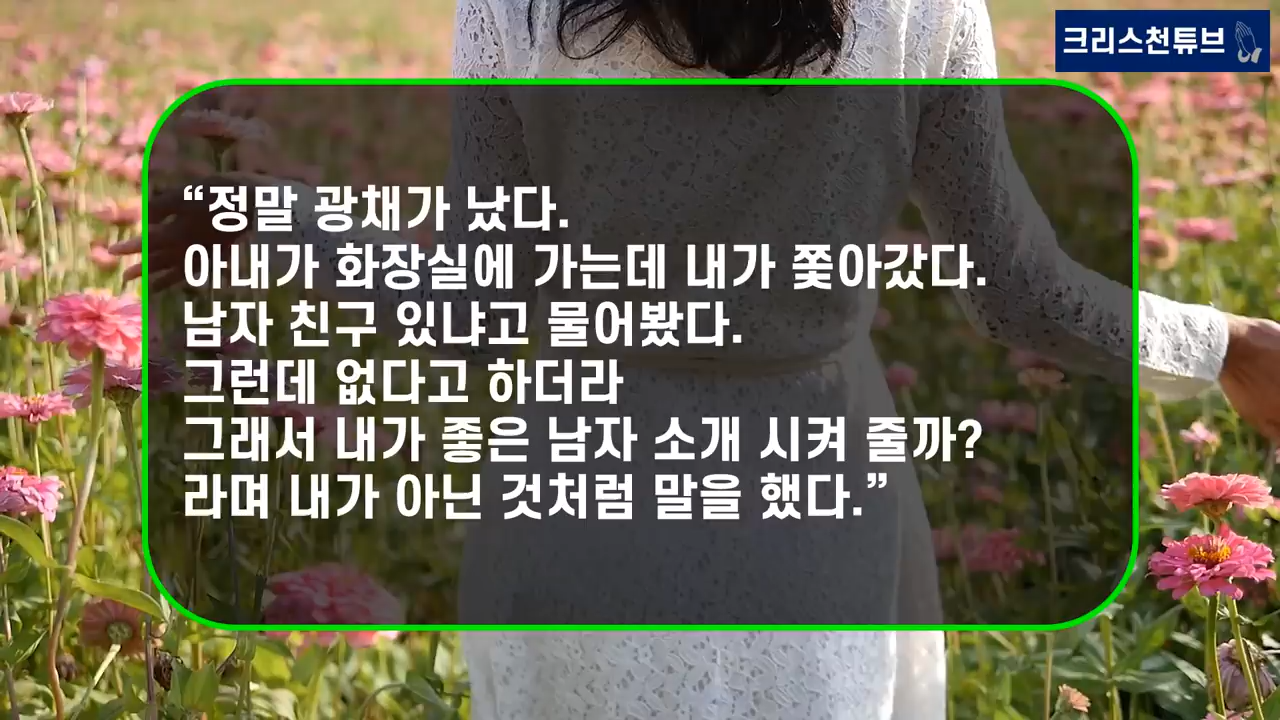 크리스천튜브
“정말 광채가 났다.
아내가 화장실에 가는데 내가 쫓아갔다.
남자 친구 있냐고 물어봤다.
그런데 없다고 하더라
그래서 내가 좋은 남자 소개 시켜 줄까?
라며 내가 아닌 것처럼 말을 했다.”